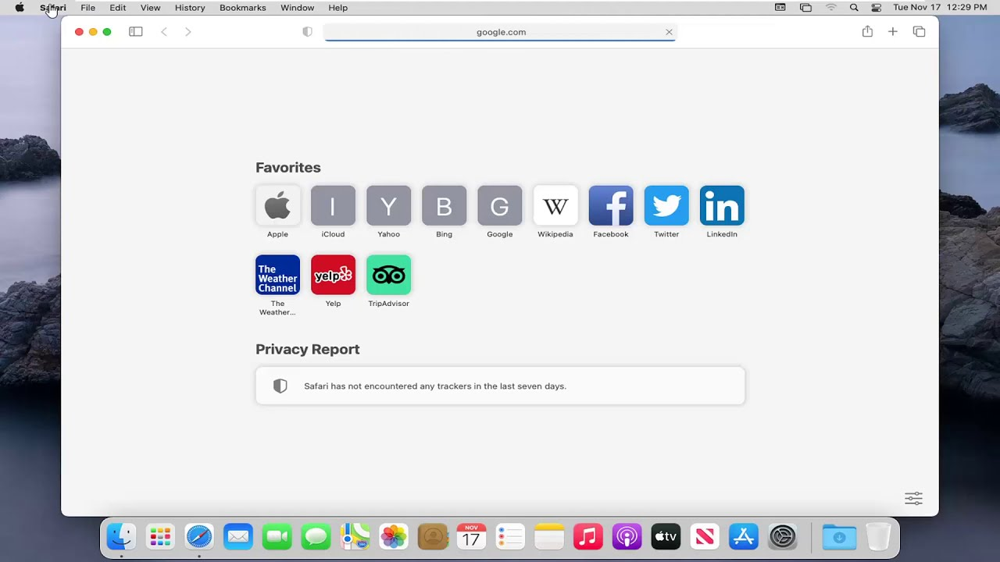 Safari File Edit View History Bookmarks Window Help Tue Nov 17 12:29 PM
google.com
Favorites
I Y B G W f in
Apple iCloud Yahoo Bing Google Wikipedia Facebook Twitter LinkedIn
The
Weather
Channel
yelp
The Yelp TripAdvisor
Weather...
Privacy Report
Safari has not encountered any trackers in the last seven days.
NOV
17
tv